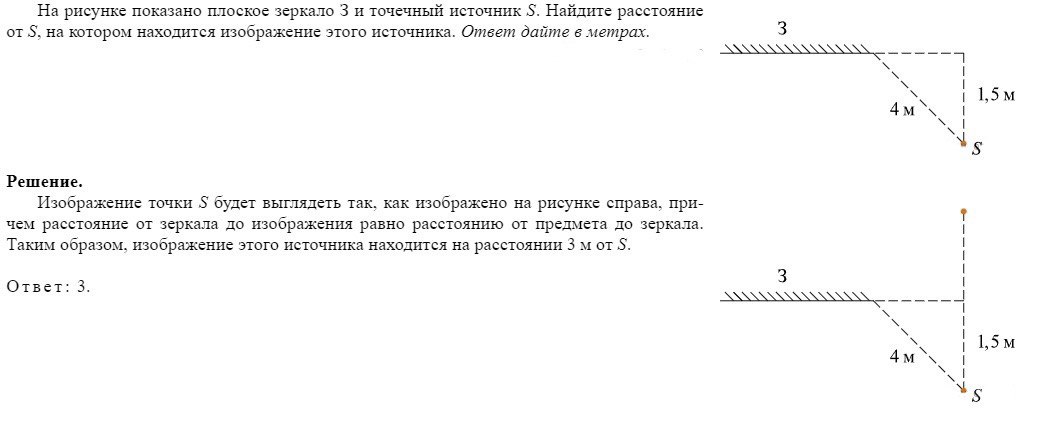 На рисунке показано плоское зеркало З и точечный источник S. Найдите расстояние
от S, на котором находится изображение этого источника. Ответ дайте в метрах.
З
1,5 м
4 м
S
Решение.
Изображение точки S будет выглядеть так, как изображено на рисунке справа, при-
чем расстояние от зеркала до изображения равно расстоянию от предмета до зеркала.
Таким образом, изображение этого источника находится на расстоянии 3 м от S.
Ответ: 3.
З
1,5 м
4 м
S